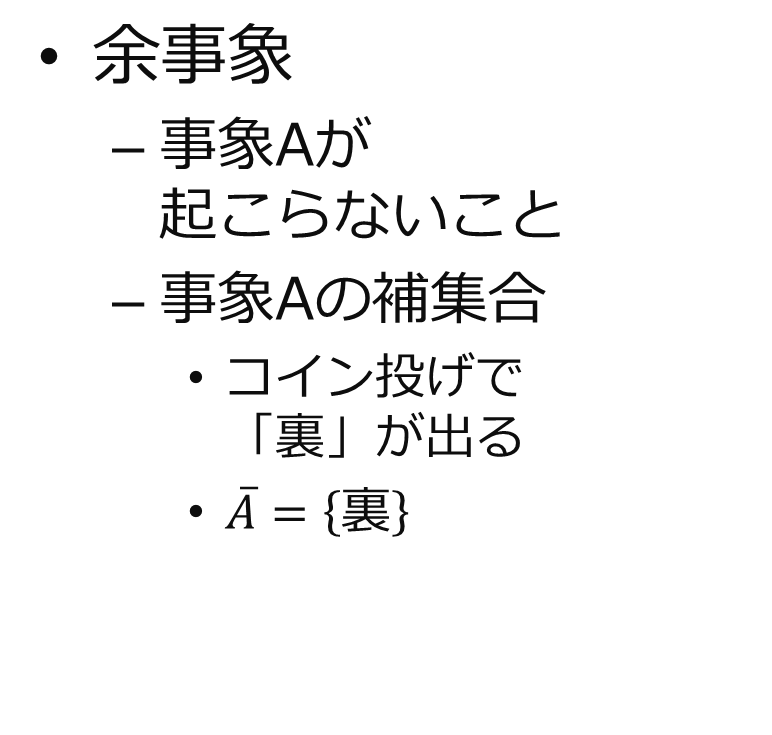 • 余事象
– 事象Aが
起こらないこと
– 事象Aの補集合
• コイン投げで
「裏」が出る
• Ā = {裏}